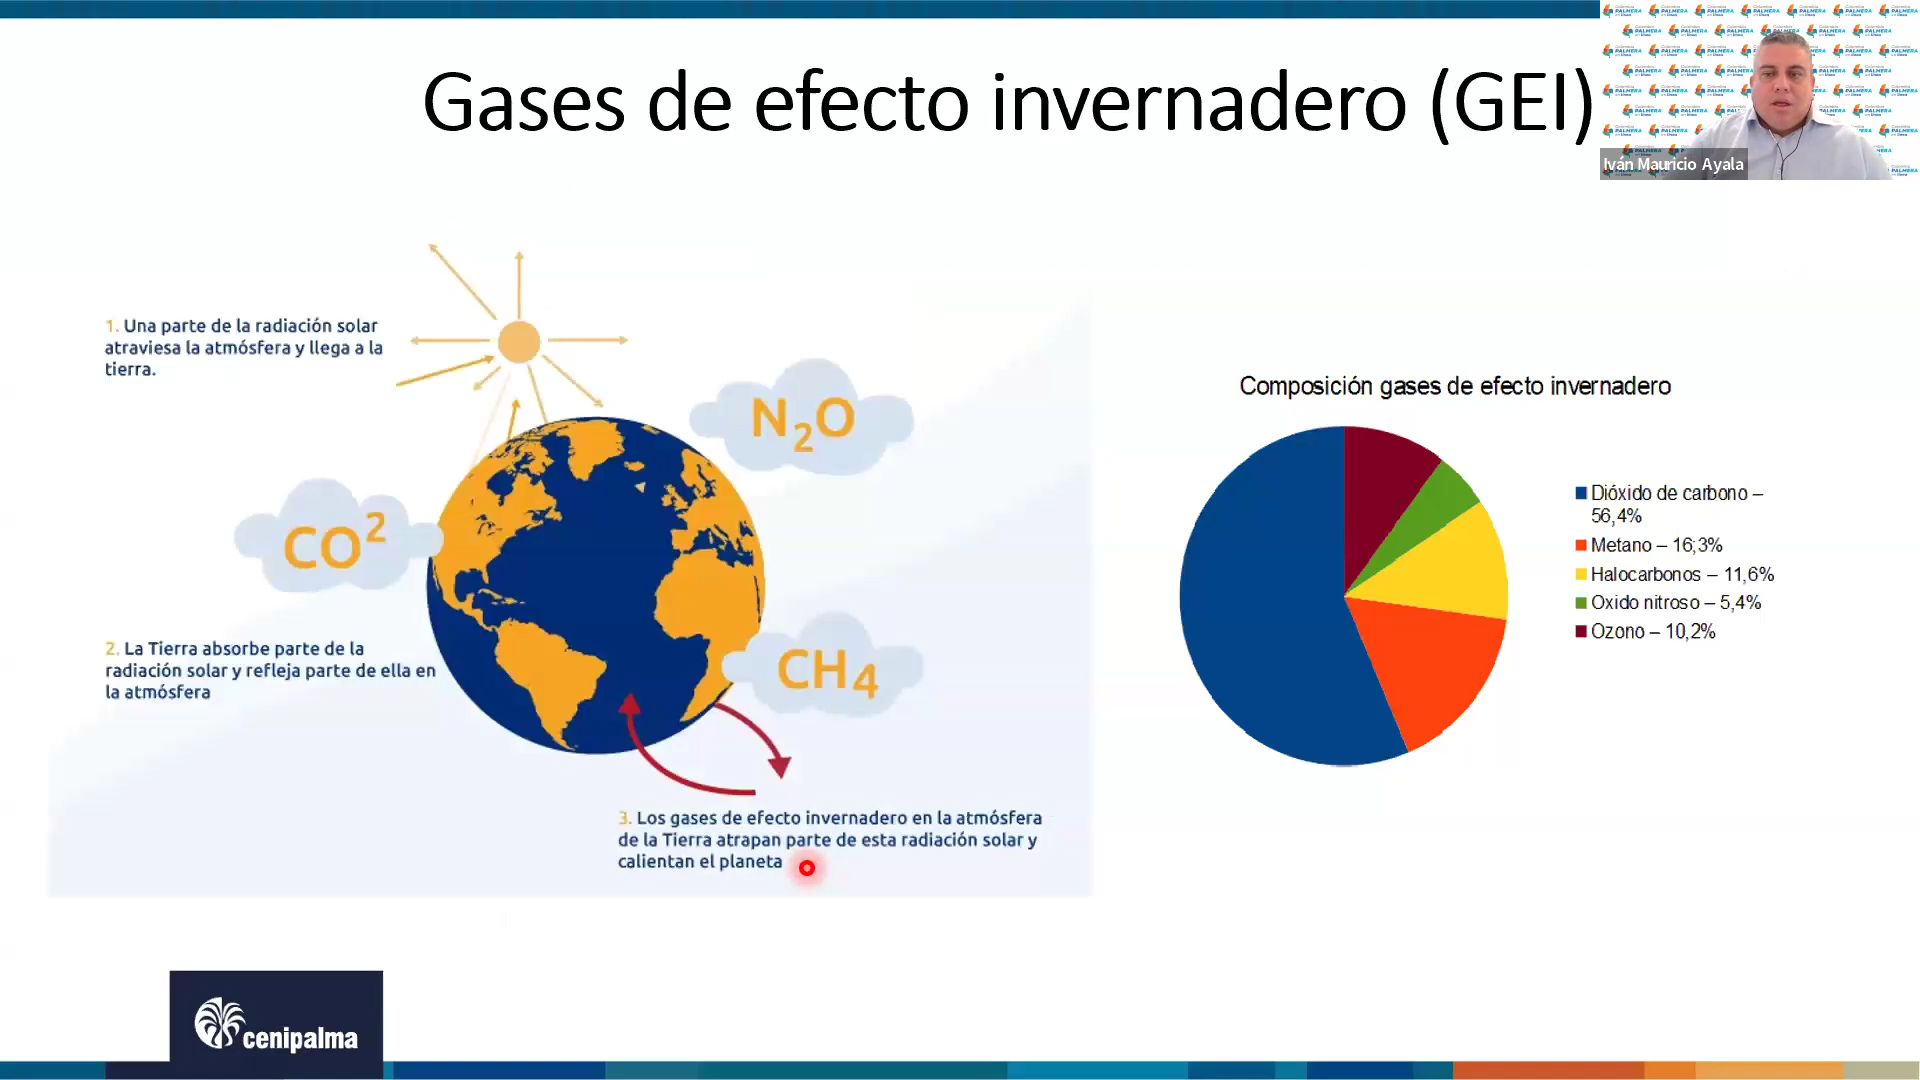 Gases de efecto invernadero (GEI)
Iván Mauricio Ayala
1. Una parte de la radiación solar
atraviesa la atmósfera y llega a la
tierra.
N2O
CO2
2. La Tierra absorbe parte de la
radiación solar y refleja parte de ella en
la atmósfera
CH4
3. Los gases de efecto invernadero en la atmósfera
de la Tierra atrapan parte de esta radiación solar y
calientan el planeta
Composición gases de efecto invernadero
Dióxido de carbono –
56,4%
Metano – 16;3%
Halocarbonos – 11,6%
Oxido nitroso – 5,4%
Ozono – 10,2%
cenipalma
Colombia
PALMERA
en línea